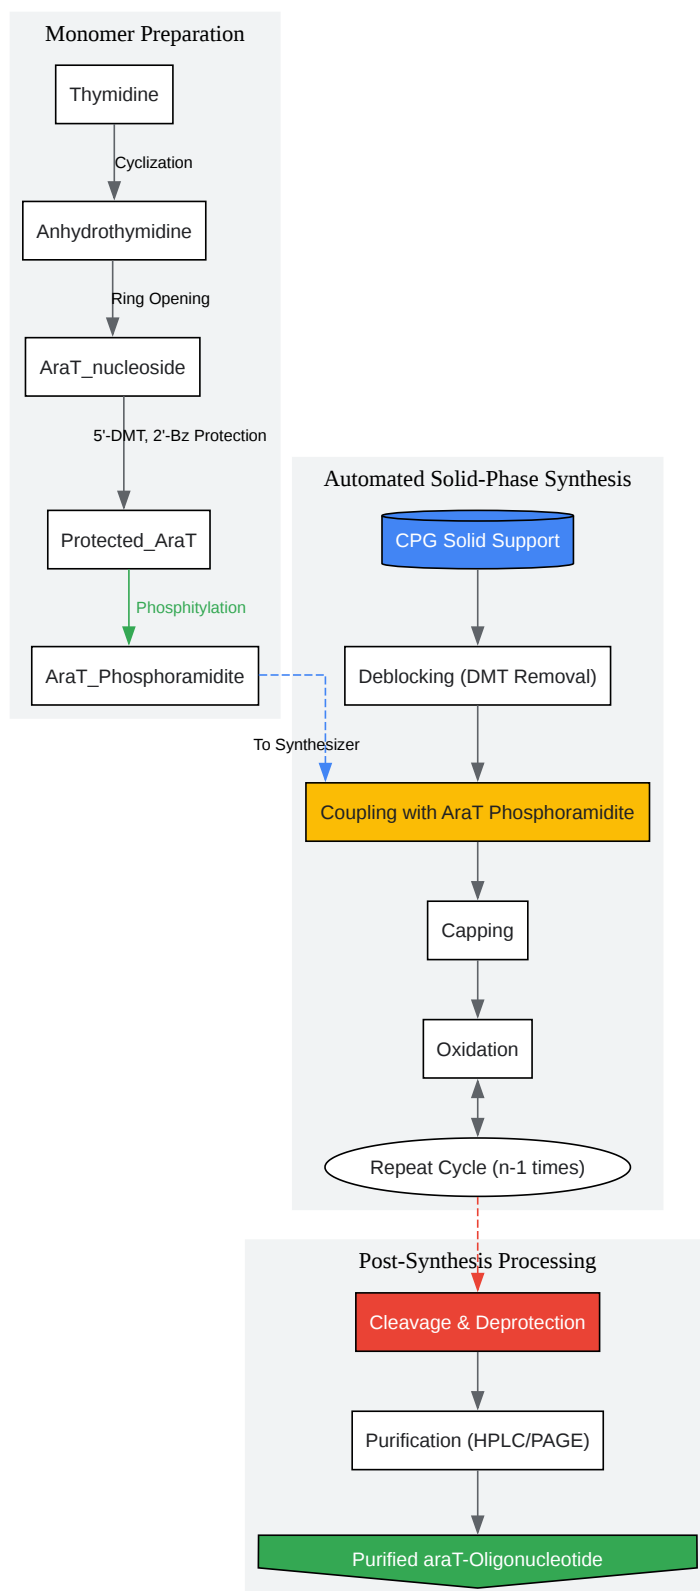 Monomer Preparation
Thymidine
Cyclization
Anhydrothymidine
Ring Opening
AraT_nucleoside
5'-DMT, 2'-Bz Protection
Protected_AraT
Phosphitylation
AraT_Phosphoramidite
To Synthesizer
Automated Solid-Phase Synthesis
CPG Solid Support
Deblocking (DMT Removal)
Coupling with AraT Phosphoramidite
Capping
Oxidation
Repeat Cycle (n-1 times)
Post-Synthesis Processing
Cleavage & Deprotection
Purification (HPLC/PAGE)
Purified araT-Oligonucleotide